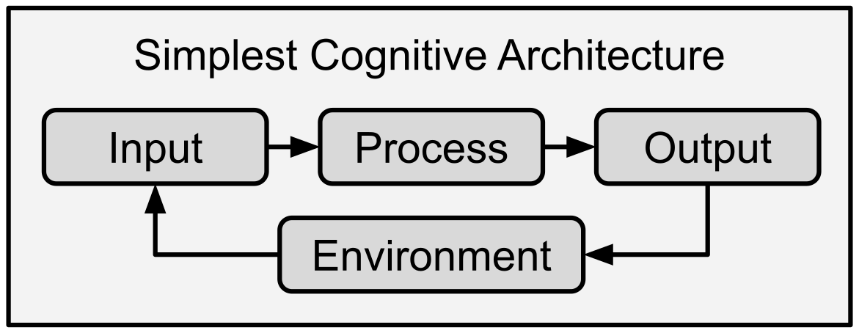 Simplest Cognitive Architecture
Input
Process
Output
Environment